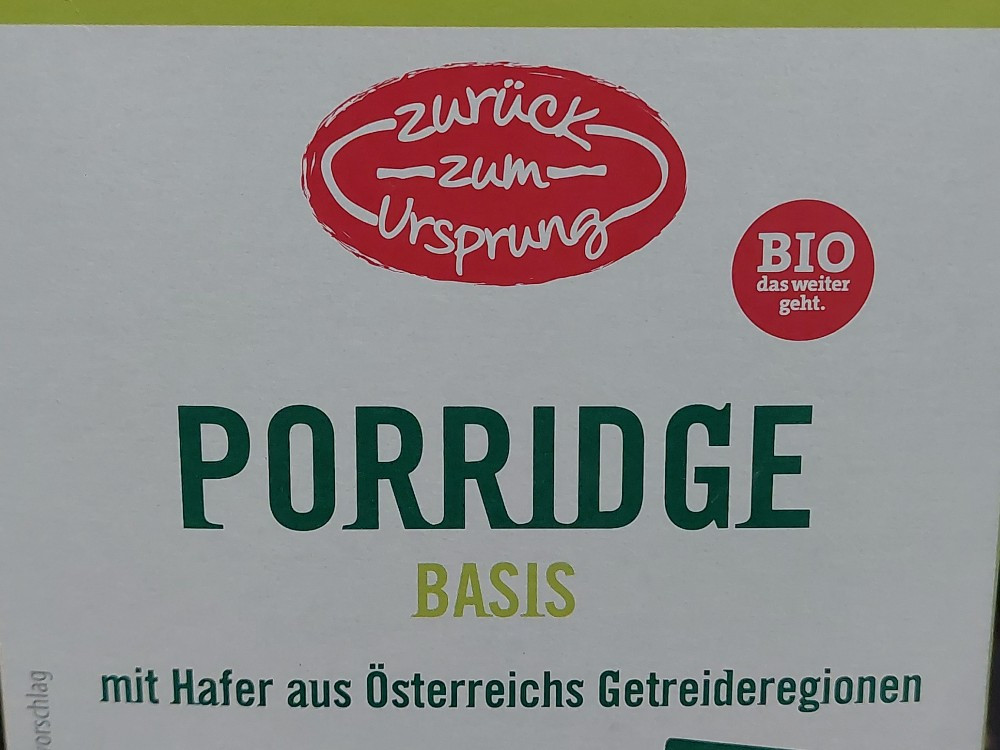 zurück
zum
Ursprung
BIO
das weiter
geht.
PORRIDGE
BASIS
mit Hafer aus Österreichs Getreideregionen